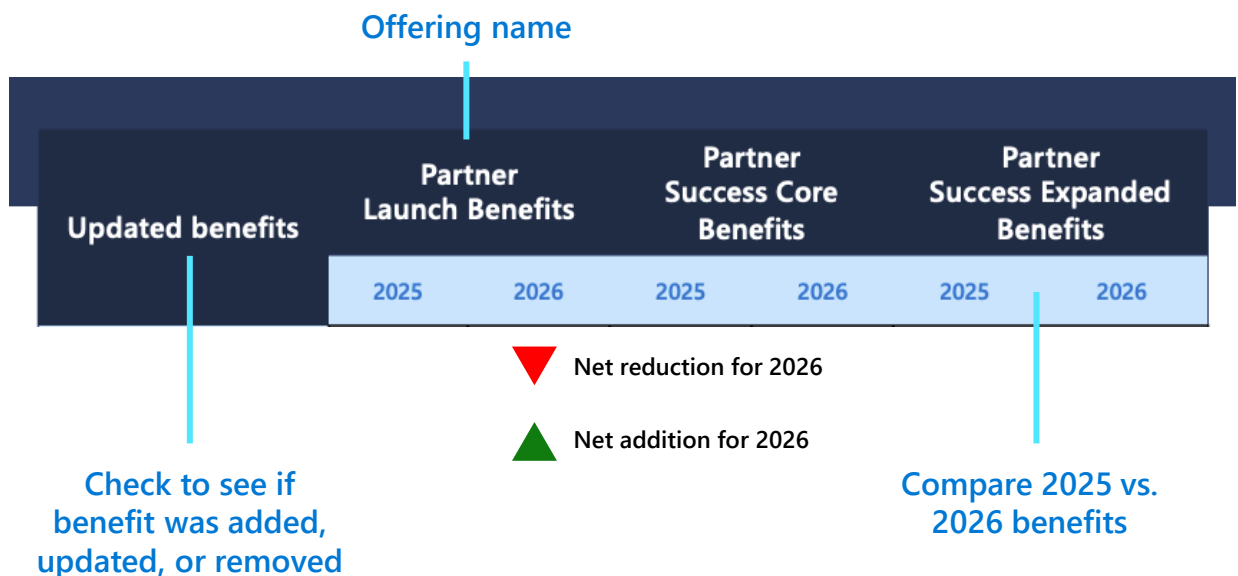 Offering name
Updated benefits
Partner
Launch Benefits
Partner
Success Core
Benefits
Partner
Success Expanded
Benefits
2025 2026 2025 2026 2025 2026
Net reduction for 2026
Net addition for 2026
Check to see if
benefit was added,
updated, or removed
Compare 2025 vs.
2026 benefits